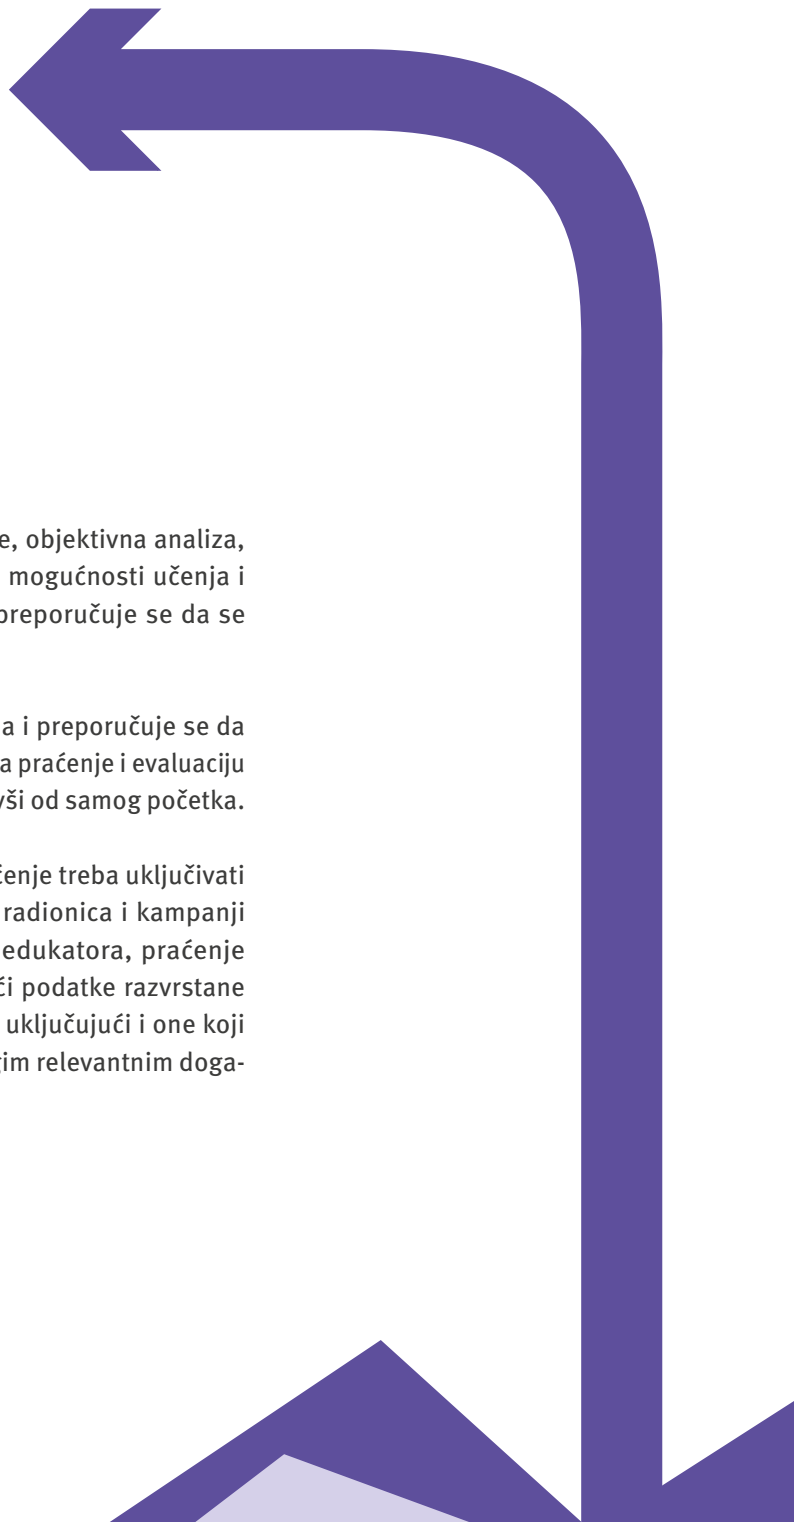 e, objektivna analiza,
mogućnosti učenja i
preporučuje se da se
a i preporučuje se da
a praćenje i evaluaciju
vši od samog početka.
ćenje treba uključivati
radionica i kampanji
edukatora, praćenje
ći podatke razvrstane
uključujući i one koji
gim relevantnim doga-